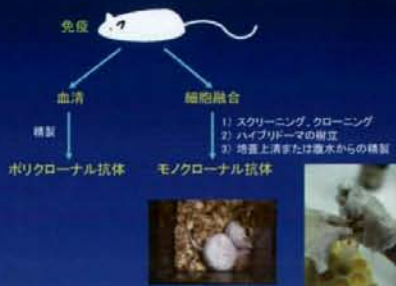 免疫
血清
細胞融合
精製
1) スクリーニング、クローニング
2) ハイブリドーマの樹立
3) 培養上清または腹水からの精製
ポリクローナル抗体
モノクローナル抗体